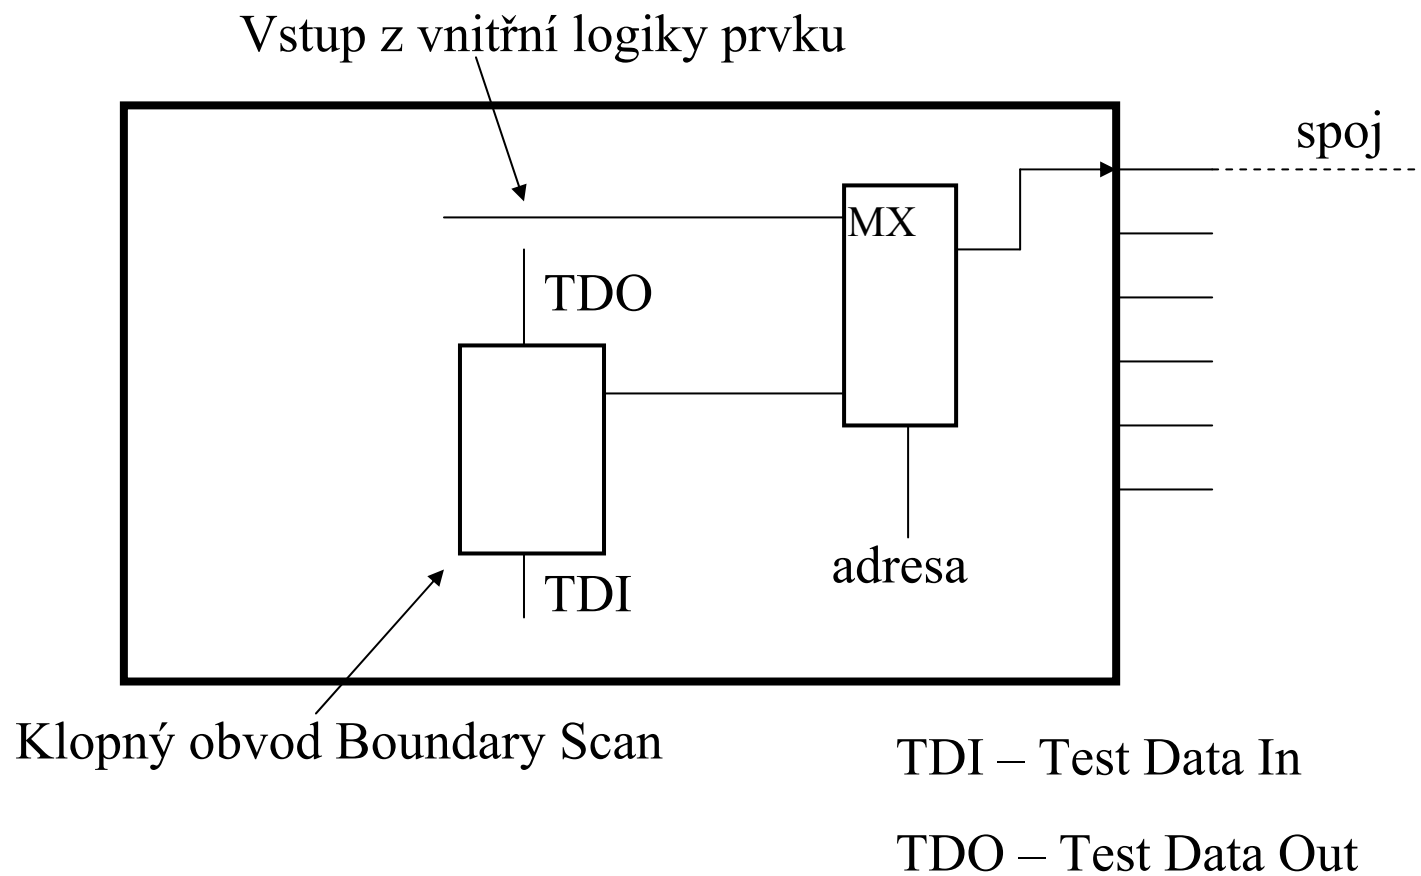 Vstup z vnitřní logiky prvku
spoj
MX
TDO
adresa
TDI
Klopný obvod Boundary Scan
TDI – Test Data In
TDO – Test Data Out